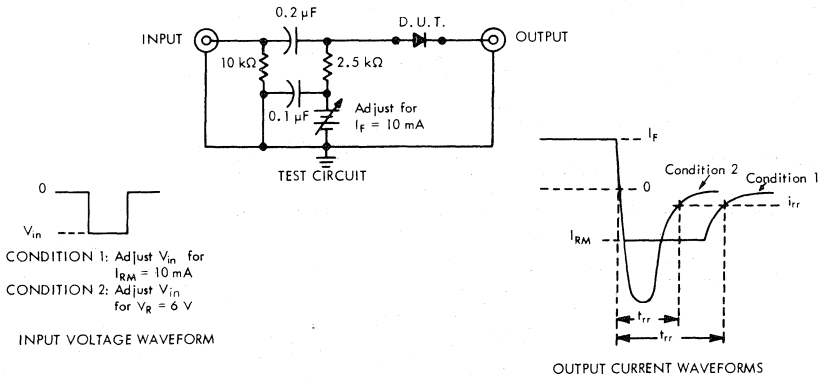 0.2 µF
D.U.T.
INPUT
OUTPUT
10 kΩ
2.5 kΩ
0.1 µF
Adjust for
I_F = 10 mA
TEST CIRCUIT
0
V_in
CONDITION 1: Adjust V_in for
I_RM = 10 mA
CONDITION 2: Adjust V_in
for V_R = 6 V
INPUT VOLTAGE WAVEFORM
I_F
Condition 2
Condition 1
0
i_rr
I_RM
t_rr
t_rr
OUTPUT CURRENT WAVEFORMS